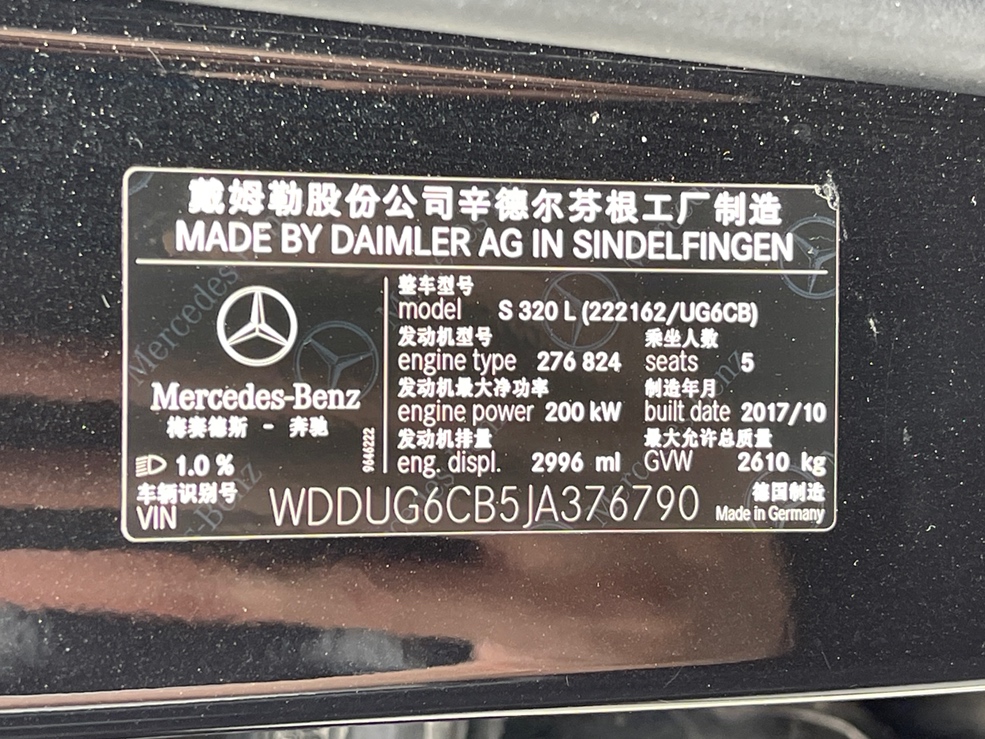 戴姆勒股份公司辛德尔芬根工厂制造
MADE BY DAIMLER AG IN SINDELFINGEN
Mercedes-Benz
梅赛德斯 - 奔驰
9646222
1.0 %
整车型号
model S 320 L (222162/UG6CB)
发动机型号 乘坐人数
engine type 276 824 seats 5
发动机最大净功率 制造年月
engine power 200 kW built date 2017/10
发动机排量 最大允许总质量
eng. displ. 2996 ml GVW 2610 kg
车辆识别号 德国制造
VIN WDDUG6CB5JA376790 Made in Germany